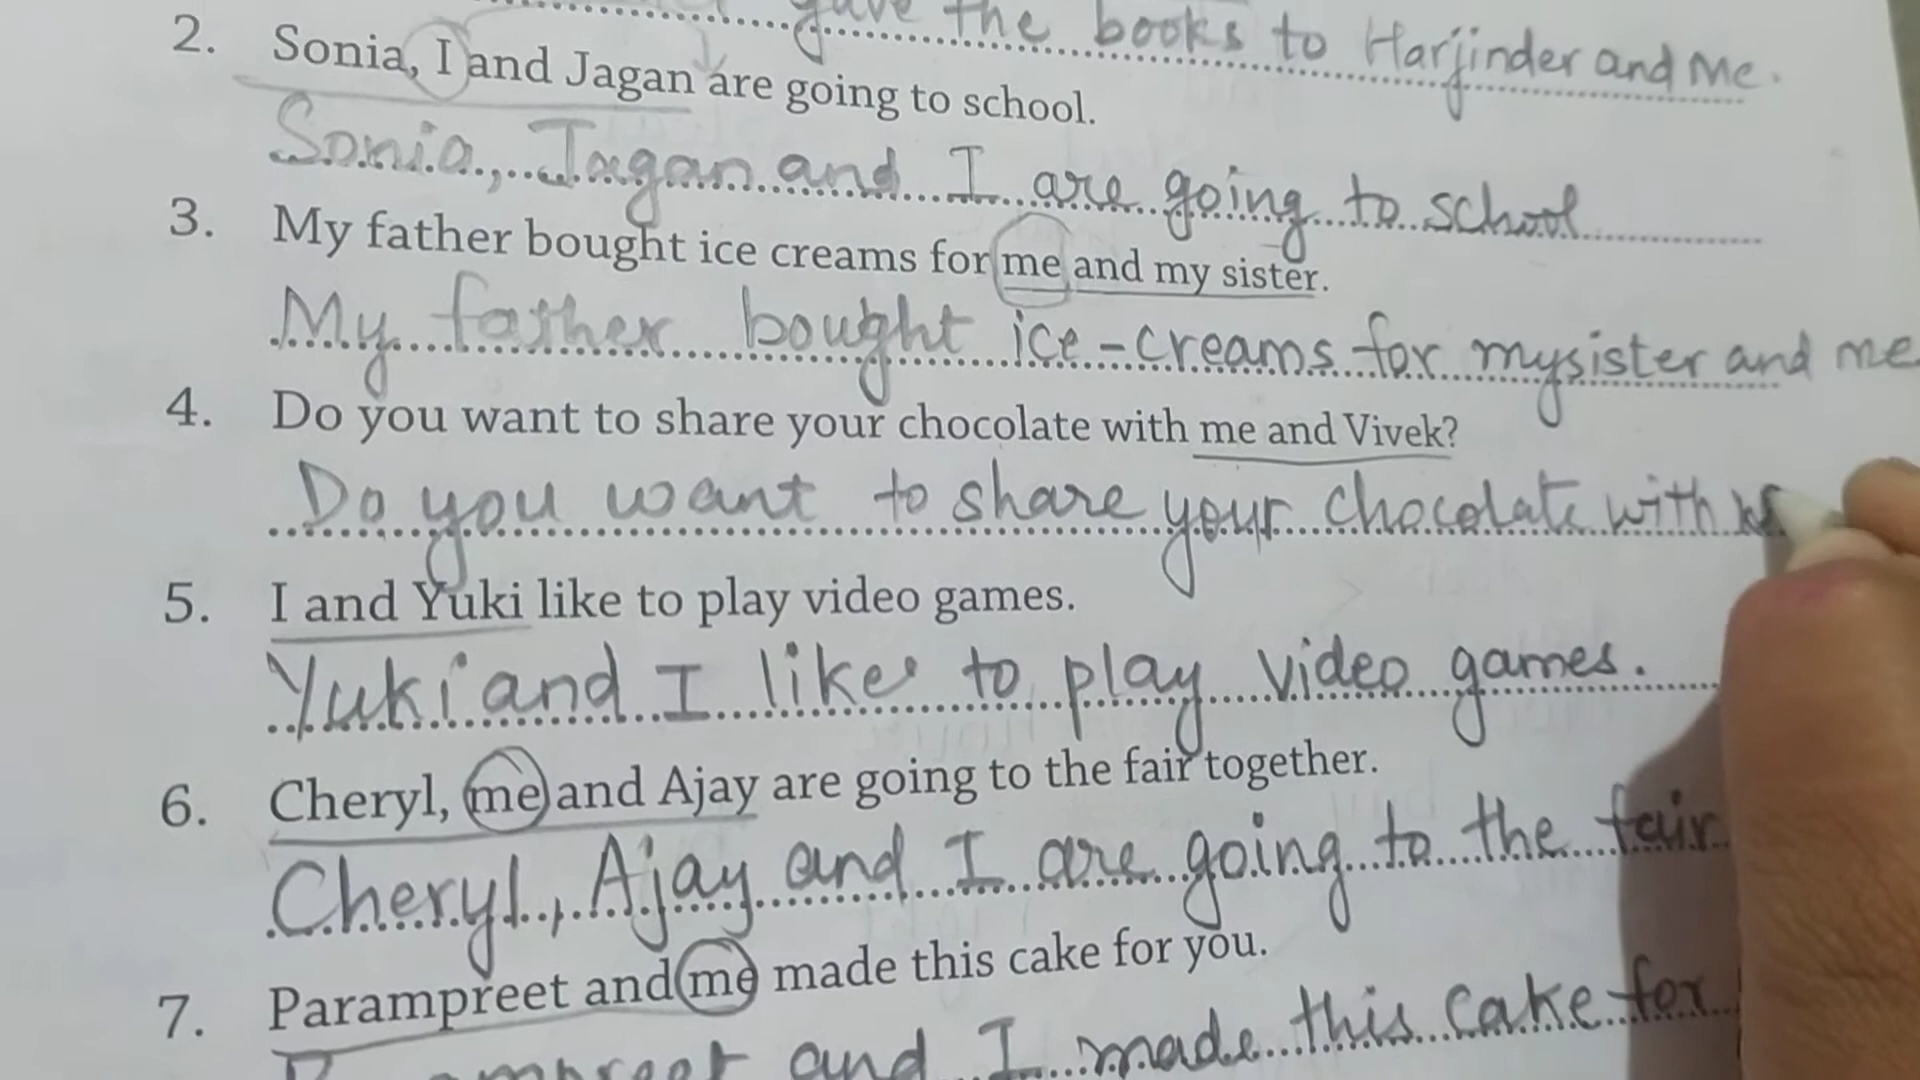 gave the books to Harjinder and me.
2. Sonia, I and Jagan are going to school.
Sonia, Jagan and I are going to school
3. My father bought ice creams for me and my sister.
My father bought ice-creams for my sister and me
4. Do you want to share your chocolate with me and Vivek?
Do you want to share your chocolate with
5. I and Yuki like to play video games.
Yuki and I like to play video games.
6. Cheryl, me and Ajay are going to the fair together.
Cheryl, Ajay and I are going to the fair
7. Parampreet and me made this cake for you.
and I made this cake for